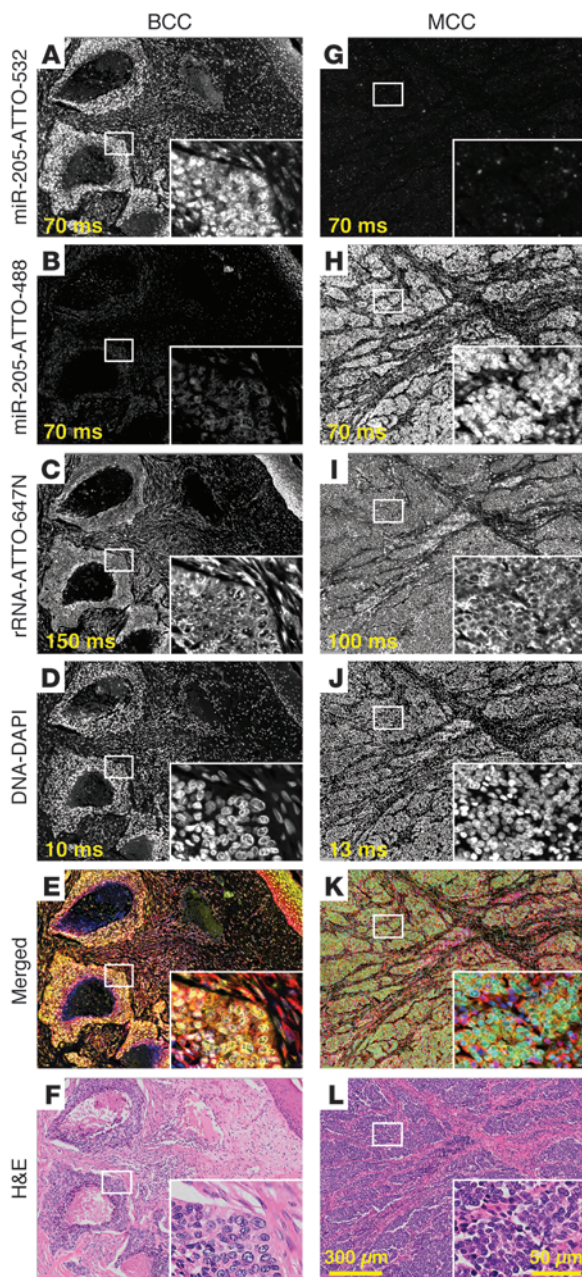 BCC MCC
miR-205-ATTO-532 A 70 ms G 70 ms
miR-205-ATTO-488 B 70 ms H 70 ms
rRNA-ATTO-647N C 150 ms I 100 ms
DNA-DAPI D 10 ms J 13 ms
Merged E K
H&E F L 300 µm 50 µm